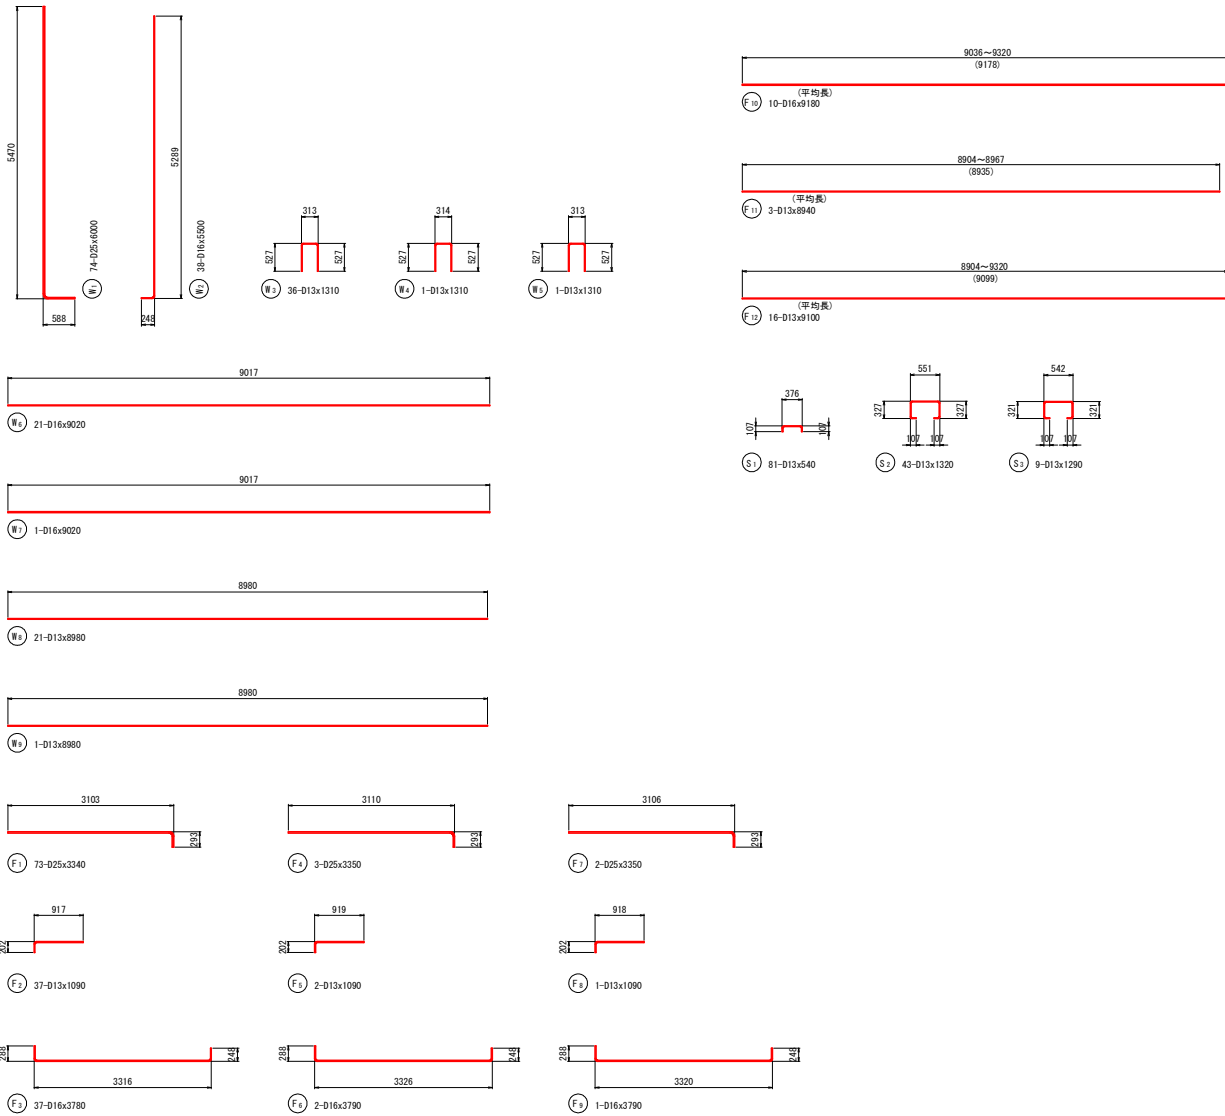 5470
588
W1 74-D25x6000
5289
248
W2 38-D16x5500
313
527 527
W3 36-D13x1310
314
527 527
W4 1-D13x1310
313
527 527
W5 1-D13x1310
9017
W6 21-D16x9020
9017
W7 1-D16x9020
8980
W8 21-D13x8980
8980
W9 1-D13x8980
3103
293
F1 73-D25x3340
3110
293
F4 3-D25x3350
3106
293
F7 2-D25x3350
917
202
F2 37-D13x1090
919
202
F5 2-D13x1090
918
202
F8 1-D13x1090
288 248
3316
F3 37-D16x3780
288 248
3326
F6 2-D16x3790
288 248
3320
F9 1-D16x3790
9036～9320
(9178)
(平均長)
F10 10-D16x9180
8904～8967
(8935)
(平均長)
F11 3-D13x8940
8904～9320
(9099)
(平均長)
F12 16-D13x9100
376
107 107
S1 81-D13x540
551
327 327
107 107
S2 43-D13x1320
542
321 321
107 107
S3 9-D13x1290